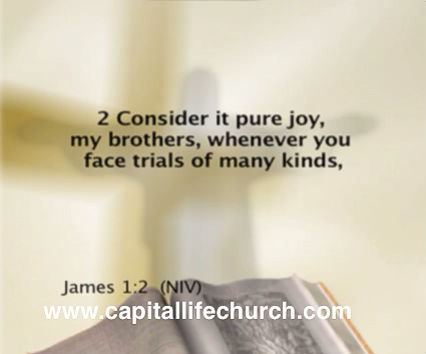 2 Consider it pure joy,
my brothers, whenever you
face trials of many kinds,
James 1:2 (NIV)
www.capitallifechurch.com